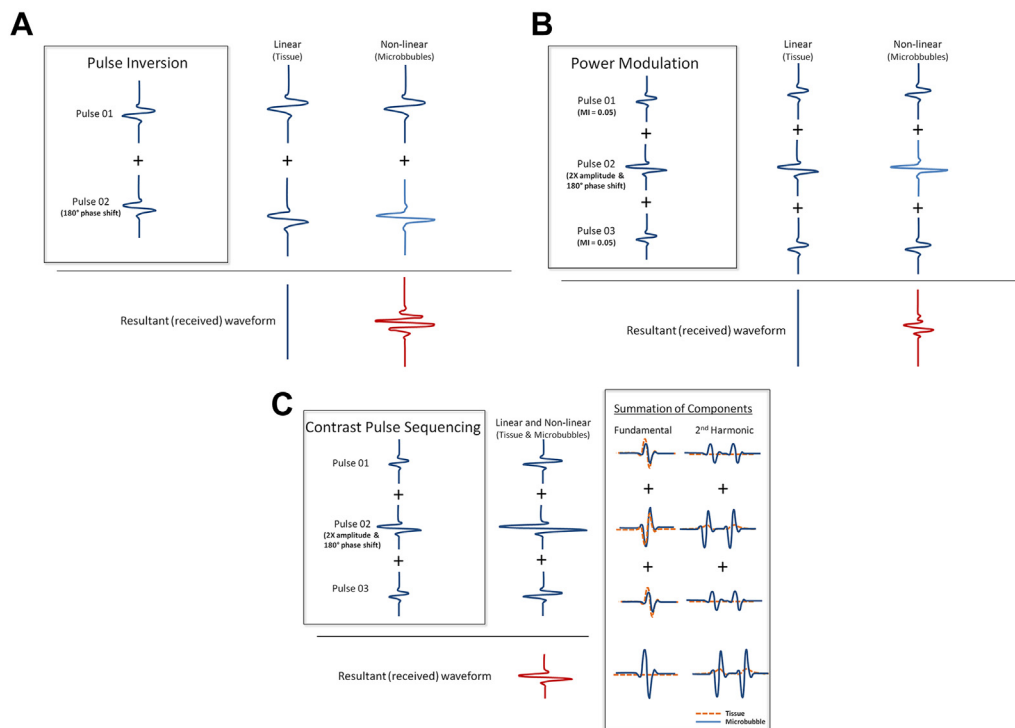 A
Pulse Inversion
Linear
(Tissue)
Non-linear
(Microbbubles)
Pulse 01
+
+
+
Pulse 02
(180° phase shift)
Resultant (received) waveform
B
Power Modulation
Linear
(Tissue)
Non-linear
(Microbbubles)
Pulse 01
(MI = 0.05)
+
+
+
Pulse 02
(2X amplitude &
180° phase shift)
+
+
+
Pulse 03
(MI = 0.05)
Resultant (received) waveform
C
Contrast Pulse Sequencing
Linear and Non-linear
(Tissue & Microbubbles)
Pulse 01
+
+
Pulse 02
(2X amplitude &
180° phase shift)
+
+
Pulse 03
Resultant (received) waveform
Summation of Components
Fundamental
2nd Harmonic
+
+
+
+
Tissue
Microbubble